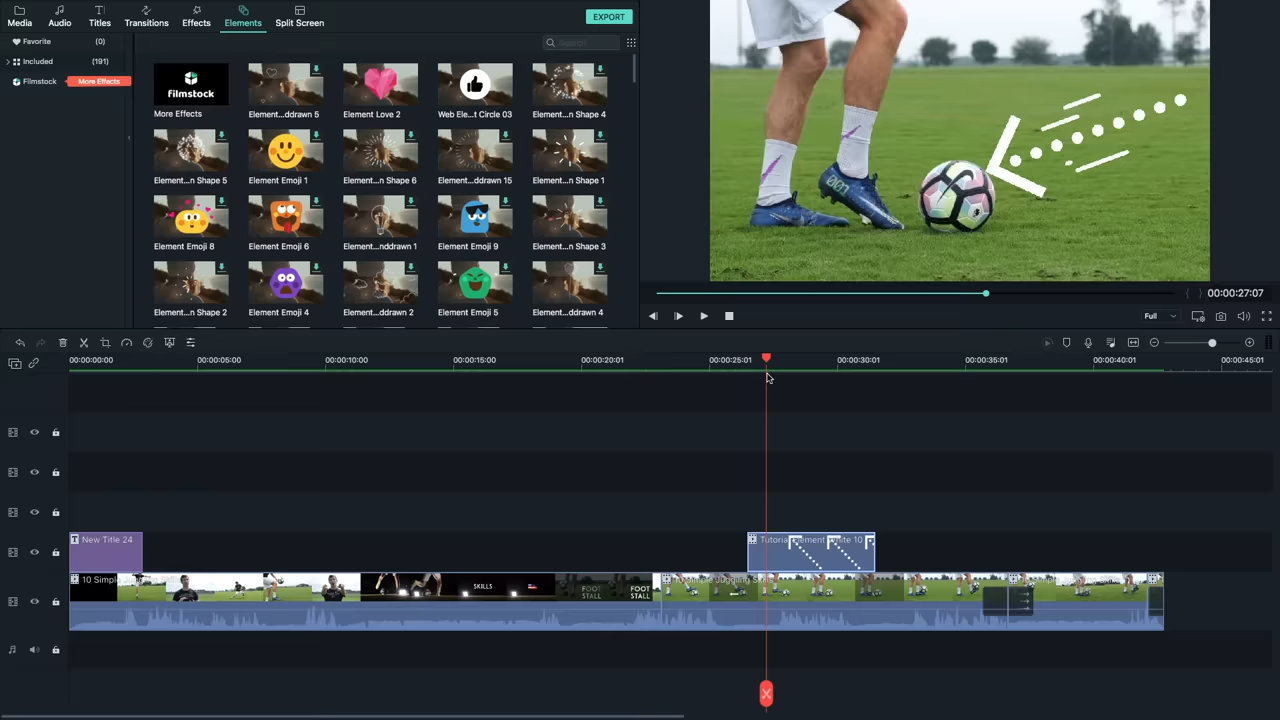 Media Audio Titles Transitions Effects Elements Split Screen EXPORT
Favorite (0)
Included (191)
Filmstock More Effects
Search
filmstock
More Effects Element...ddrawn 5 Element Love 2 Web Ele...t Circle 03 Element...n Shape 4
Element...n Shape 5 Element Emoji 1 Element...n Shape 6 Element...ddrawn 15 Element...n Shape 1
Element Emoji 8 Element Emoji 6 Element...nddrawn 1 Element Emoji 9 Element...n Shape 3
Element...n Shape 2 Element Emoji 4 Element...ddrawn 2 Element Emoji 5 Element...ddrawn 4
001
00:00:27:07
Full
00:00:00:00 00:00:05:00 00:00:10:00 00:00:15:00 00:00:20:01 00:00:25:01 00:00:30:01 00:00:35:01 00:00:40:01 00:00:45:01
New Title 24
10 Simple
SKILLS
FOOT
STALL
FOOT
STALL